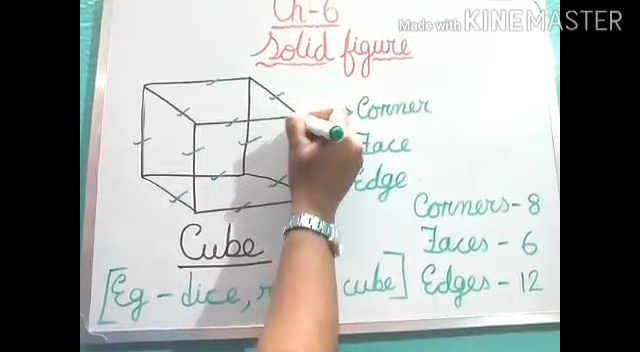 Ch-6
Made with KINEMASTER
Solid figure
Corner
Face
Edge
Corners-8
Cube
Faces-6
[Eg-dice, cube]
Edges-12